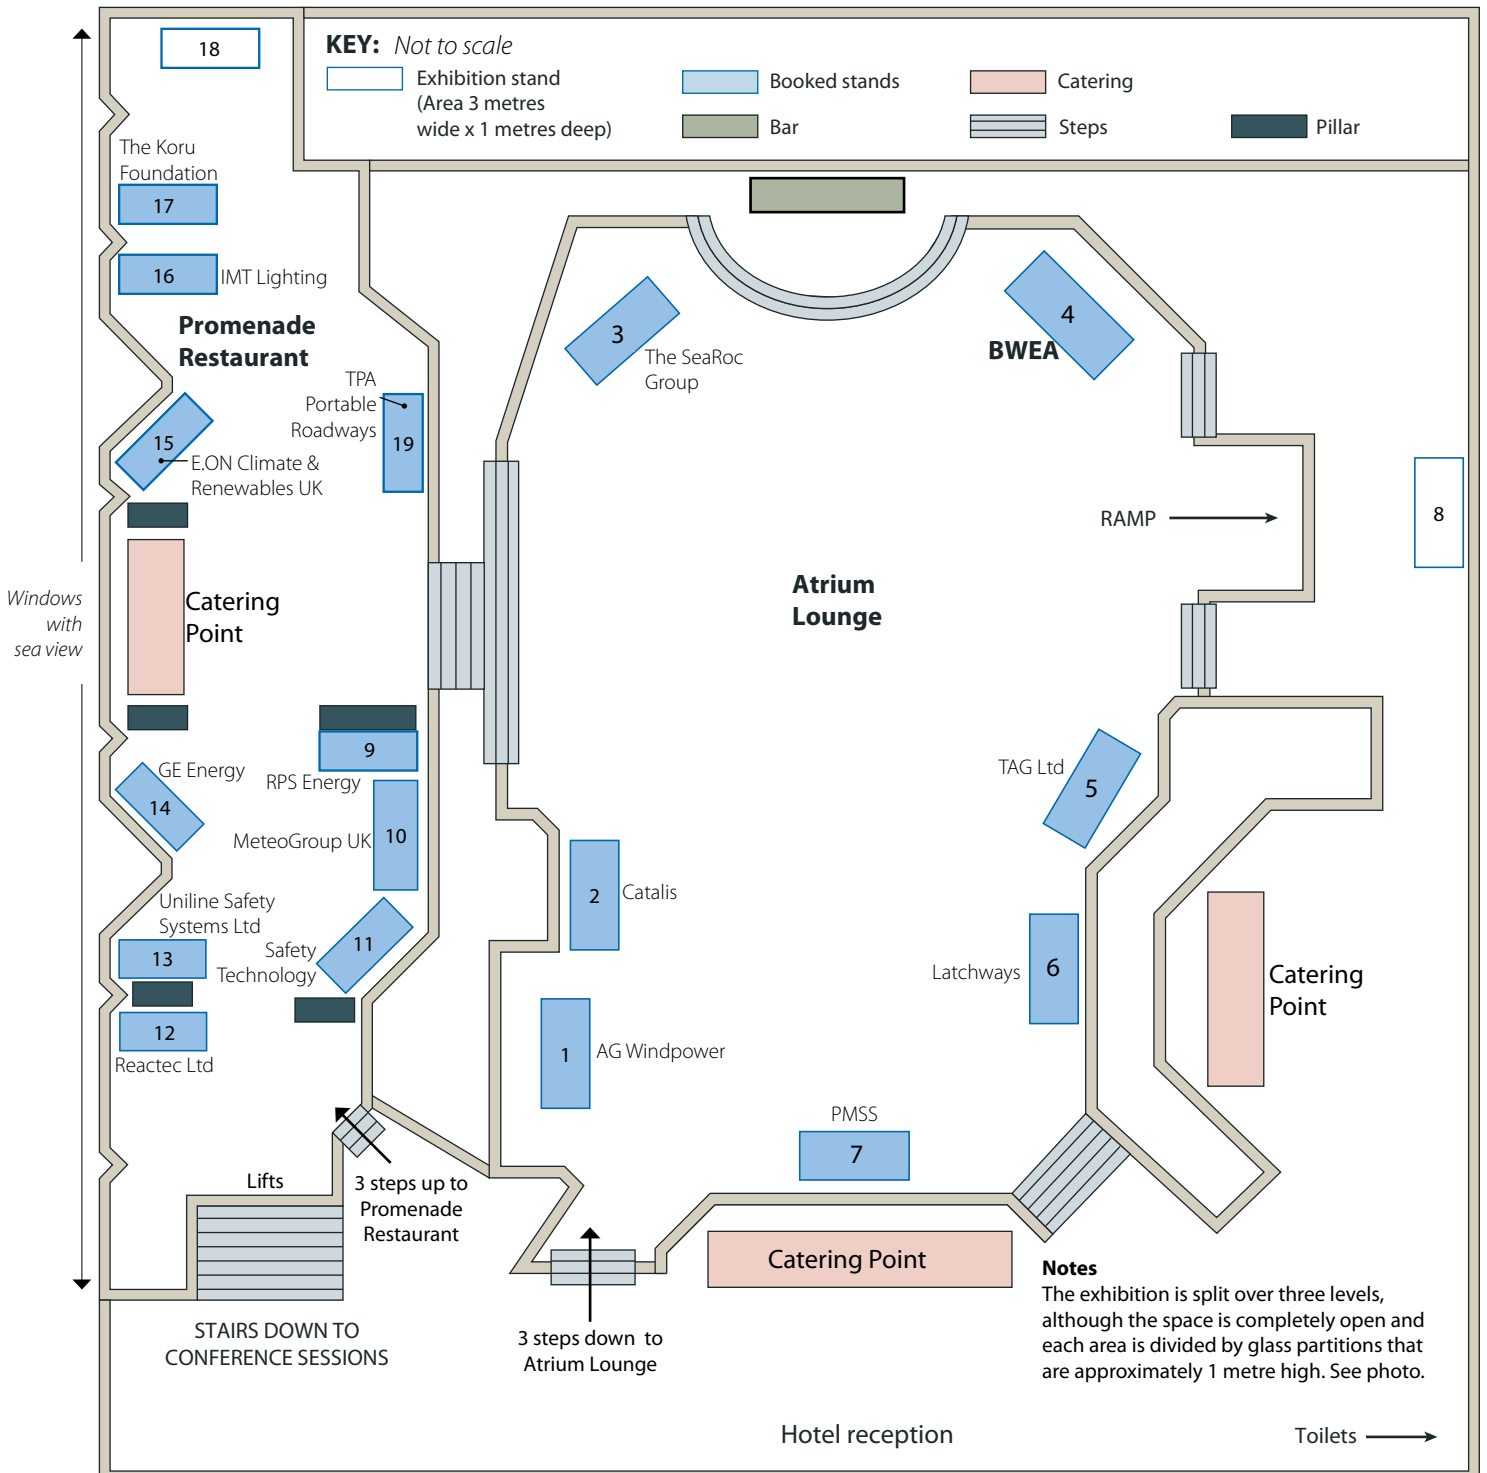 18
KEY: Not to scale
Exhibition stand
(Area 3 metres
wide x 1 metres deep)
Booked stands
Catering
Bar
Steps
Pillar
The Koru
Foundation
17
16
IMT Lighting
Promenade
Restaurant
TPA
Portable
Roadways
19
15
E.ON Climate &
Renewables UK
Windows
with
sea view
Catering
Point
9
RPS Energy
GE Energy
14
MeteoGroup UK
10
Uniline Safety
Systems Ltd
13
Safety
Technology
11
12
Reactec Ltd
Lifts
3 steps up to
Promenade
Restaurant
STAIRS DOWN TO
CONFERENCE SESSIONS
3
The SeaRoc
Group
4
BWEA
RAMP
8
Atrium
Lounge
TAG Ltd
5
2
Catalis
Latchways
6
Catering
Point
1
AG Windpower
PMSS
7
Catering Point
3 steps down to
Atrium Lounge
Notes
The exhibition is split over three levels,
although the space is completely open and
each area is divided by glass partitions that
are approximately 1 metre high. See photo.
Hotel reception
Toilets